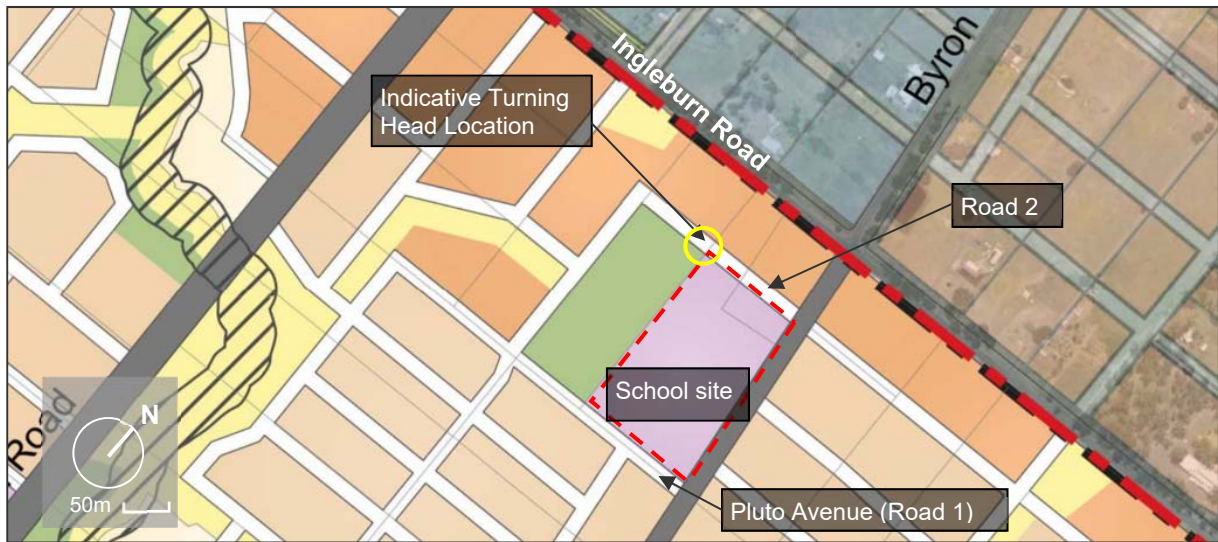 Ingleburn Road
Byron
Indicative Turning
Head Location
Road 2
School site
Road
N
50m
Pluto Avenue (Road 1)